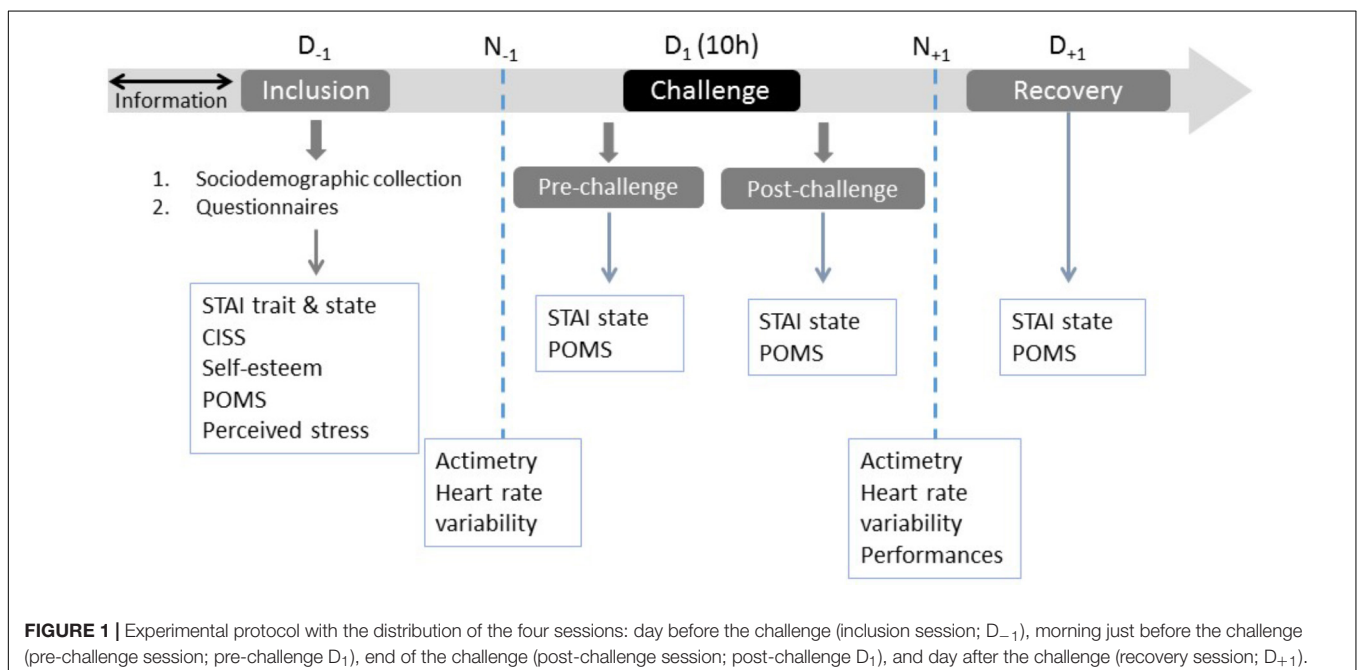 D-1 N-1 D1 (10h) N+1 D+1
Information Inclusion Challenge Recovery
1. Sociodemographic collection
2. Questionnaires
Pre-challenge Post-challenge
STAI trait & state
CISS
Self-esteem
POMS
Perceived stress
STAI state
POMS
STAI state
POMS
STAI state
POMS
Actimetry
Heart rate
variability
Actimetry
Heart rate
variability
Performances
FIGURE 1 | Experimental protocol with the distribution of the four sessions: day before the challenge (inclusion session; D−1), morning just before the challenge
(pre-challenge session; pre-challenge D1), end of the challenge (post-challenge session; post-challenge D1), and day after the challenge (recovery session; D+1).